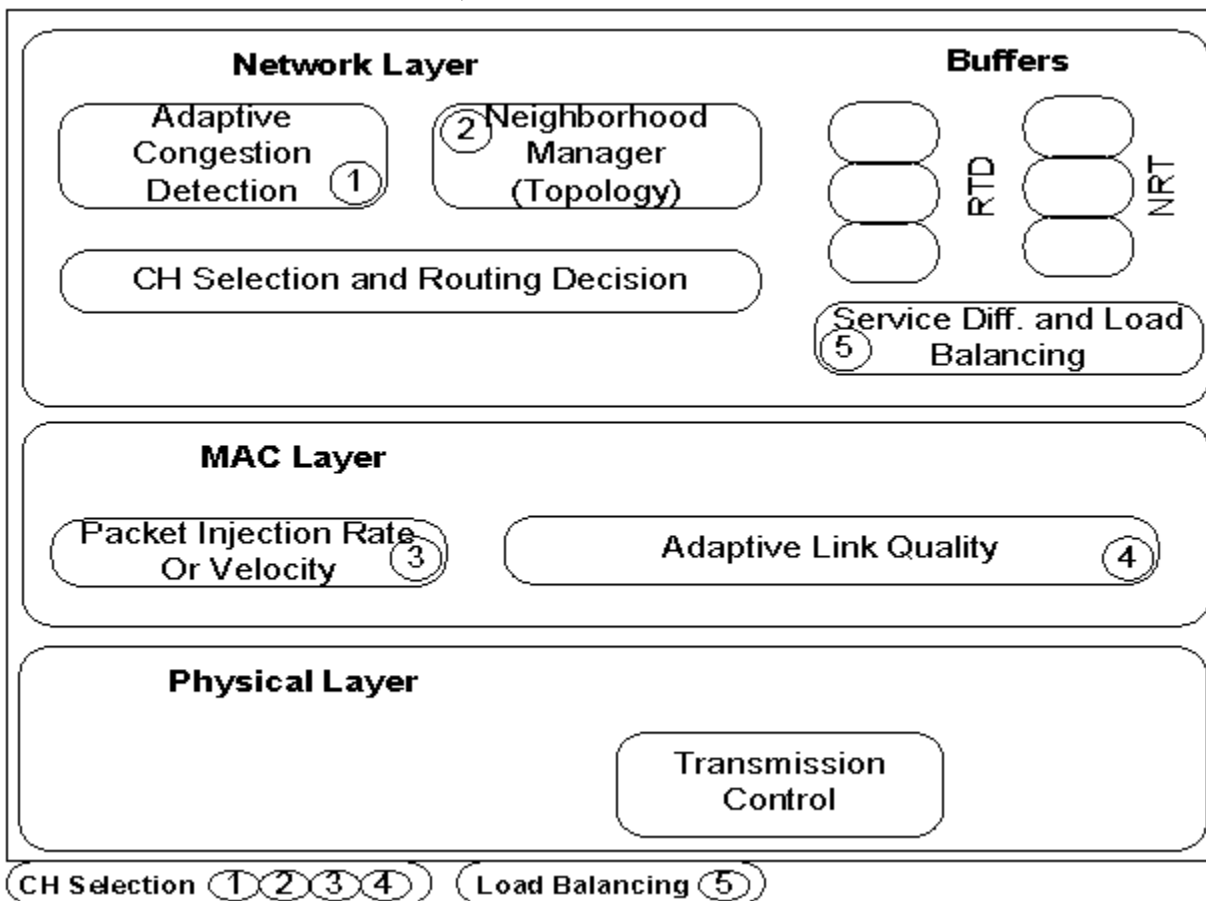 Network Layer
Buffers
Adaptive
Congestion
Detection
1
2
Neighborhood
Manager
(Topology)
RTD
NRT
CH Selection and Routing Decision
Service Diff. and Load
Balancing
5
MAC Layer
Packet Injection Rate
Or Velocity
3
Adaptive Link Quality
4
Physical Layer
Transmission
Control
CH Selection 1 2 3 4
Load Balancing 5